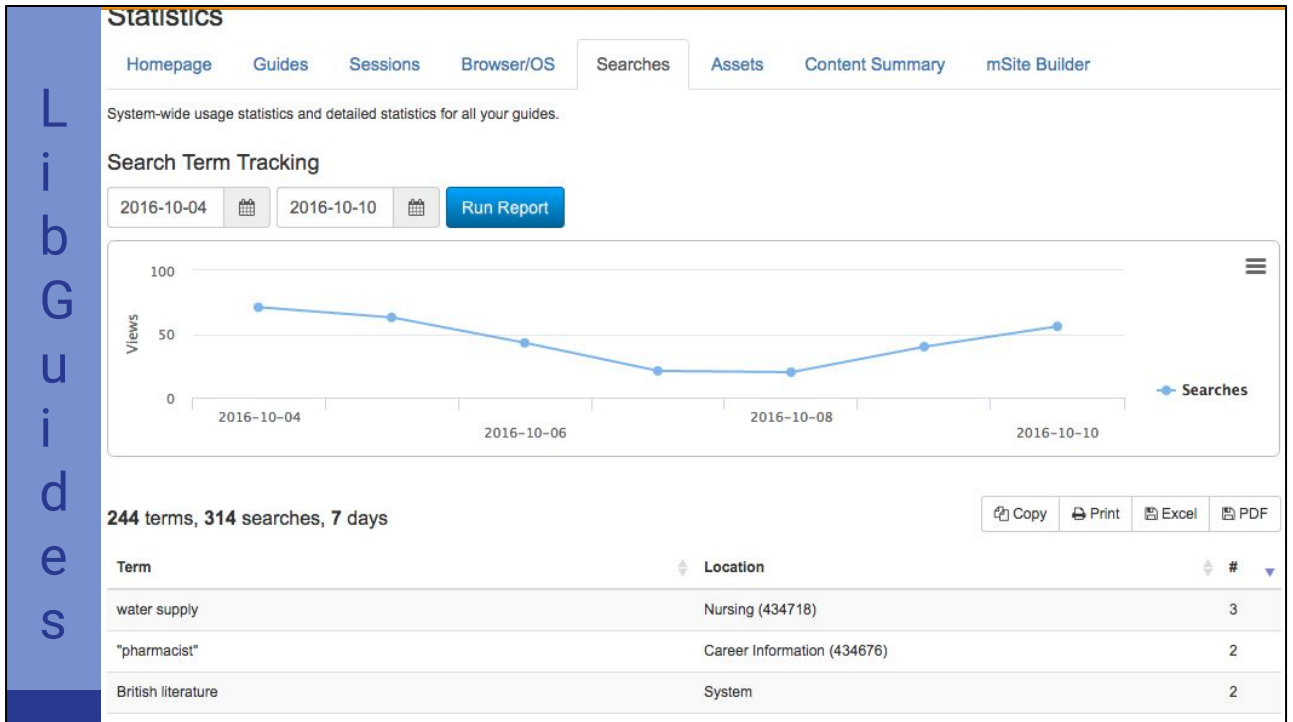 LibGuides
Statistics
Homepage Guides Sessions Browser/OS Searches Assets Content Summary mSite Builder
System-wide usage statistics and detailed statistics for all your guides.
Search Term Tracking
2016-10-04 2016-10-10 Run Report
100
Views
50
0
Searches
2016-10-04 2016-10-08
2016-10-06 2016-10-10
244 terms, 314 searches, 7 days Copy Print Excel PDF
Term Location #
water supply Nursing (434718) 3
"pharmacist" Career Information (434676) 2
British literature System 2